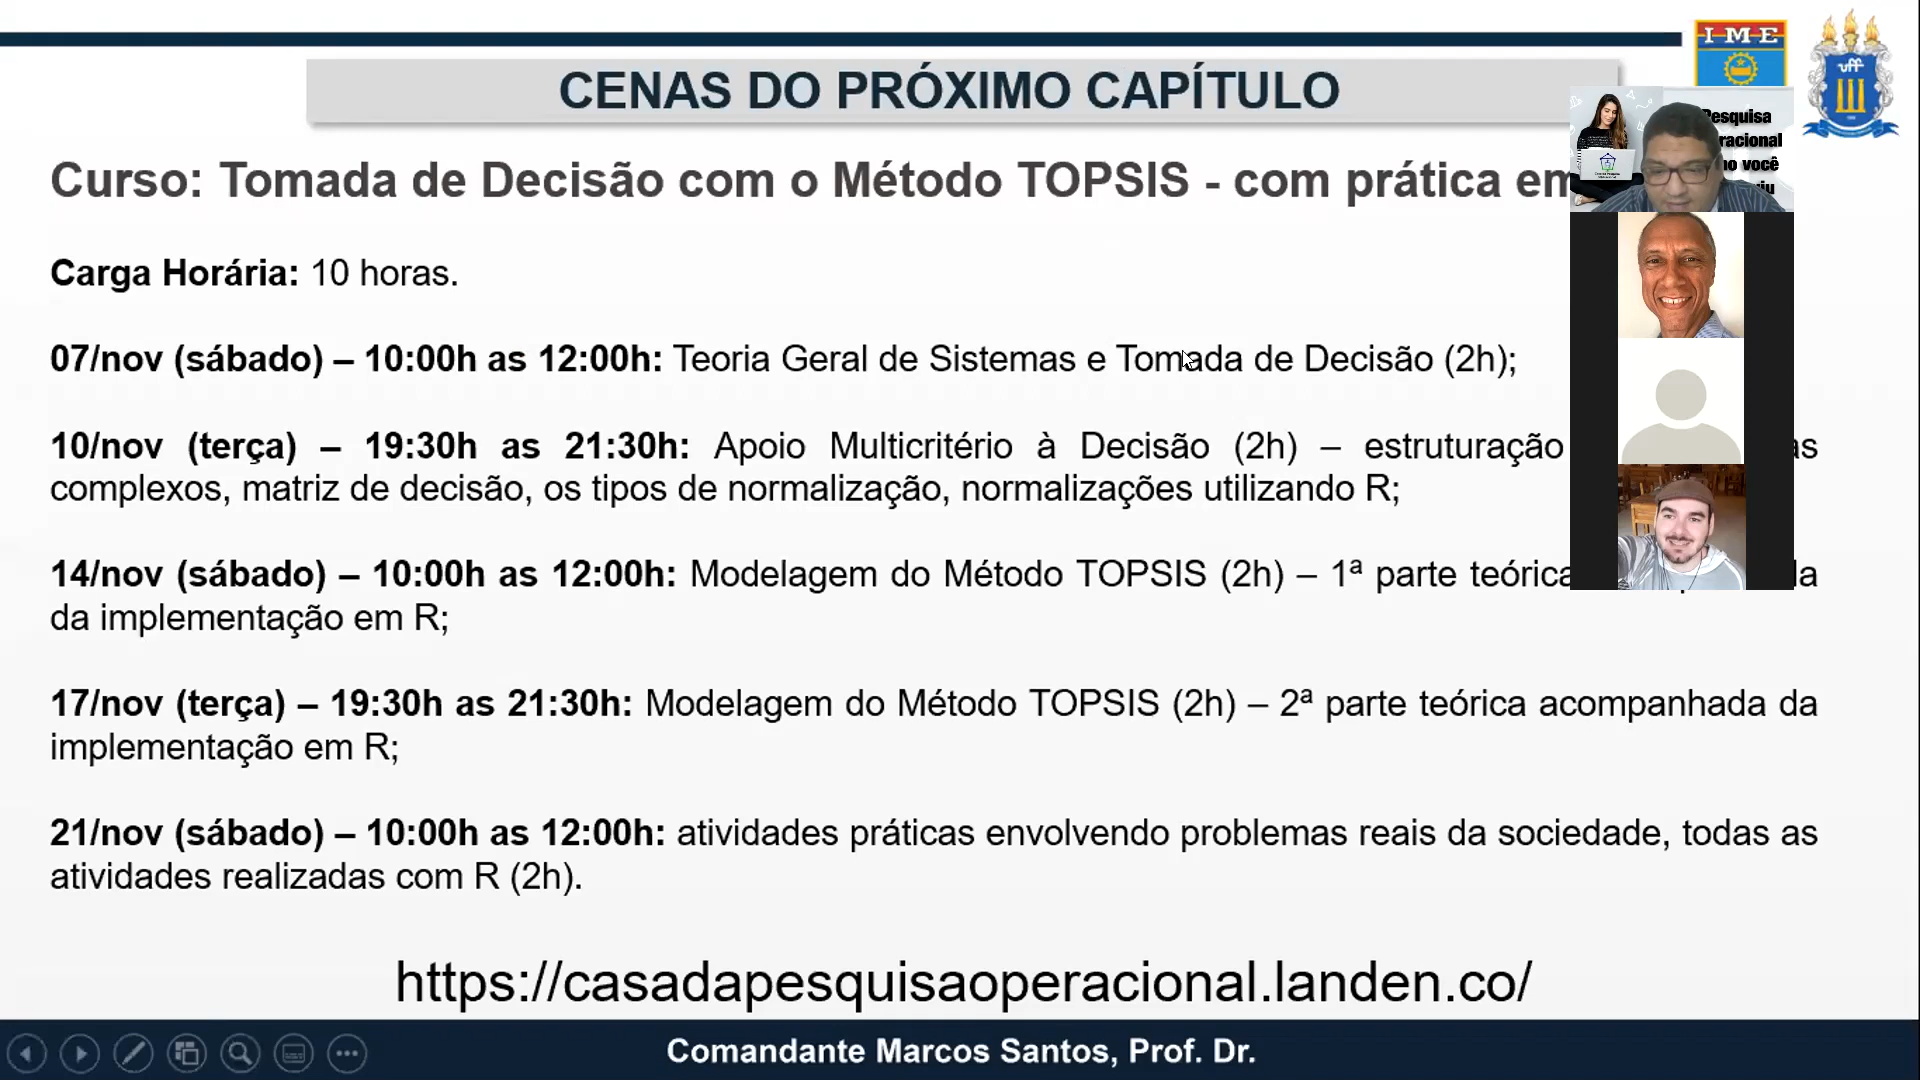 IME
uff
CENAS DO PRÓXIMO CAPÍTULO
Pesquisa
racional
você
Curso: Tomada de Decisão com o Método TOPSIS - com prática em
Carga Horária: 10 horas.
07/nov (sábado) – 10:00h as 12:00h: Teoria Geral de Sistemas e Tomada de Decisão (2h);
10/nov (terça) – 19:30h as 21:30h: Apoio Multicritério à Decisão (2h) – estruturação
complexos, matriz de decisão, os tipos de normalização, normalizações utilizando R;
14/nov (sábado) – 10:00h as 12:00h: Modelagem do Método TOPSIS (2h) – 1ª parte teórica
da implementação em R;
17/nov (terça) – 19:30h as 21:30h: Modelagem do Método TOPSIS (2h) – 2ª parte teórica acompanhada da
implementação em R;
21/nov (sábado) – 10:00h as 12:00h: atividades práticas envolvendo problemas reais da sociedade, todas as
atividades realizadas com R (2h).
https://casadapesquisaoperacional.landen.co/
Comandante Marcos Santos, Prof. Dr.